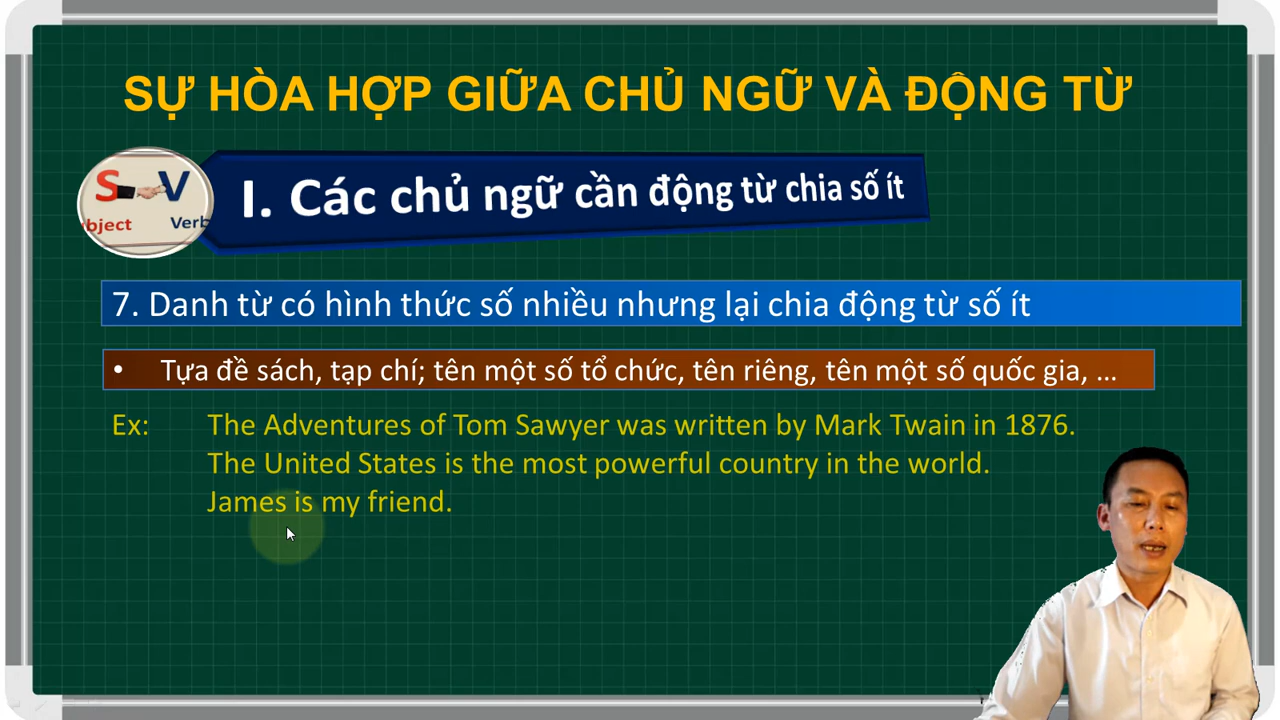 SỰ HÒA HỢP GIỮA CHỦ NGỮ VÀ ĐỘNG TỪ
S V
bject Verb
I. Các chủ ngữ cần động từ chia số ít
7. Danh từ có hình thức số nhiều nhưng lại chia động từ số ít
• Tựa đề sách, tạp chí; tên một số tổ chức, tên riêng, tên một số quốc gia, ...
Ex: The Adventures of Tom Sawyer was written by Mark Twain in 1876.
The United States is the most powerful country in the world.
James is my friend.